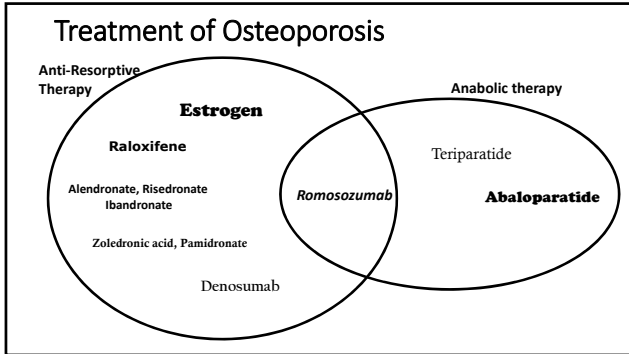 Treatment of Osteoporosis
Anti-Resorptive
Therapy
Estrogen
Raloxifene
Alendronate, Risedronate
Ibandronate
Zoledronic acid, Pamidronate
Denosumab
Romosozumab
Anabolic therapy
Teriparatide
Abaloparatide